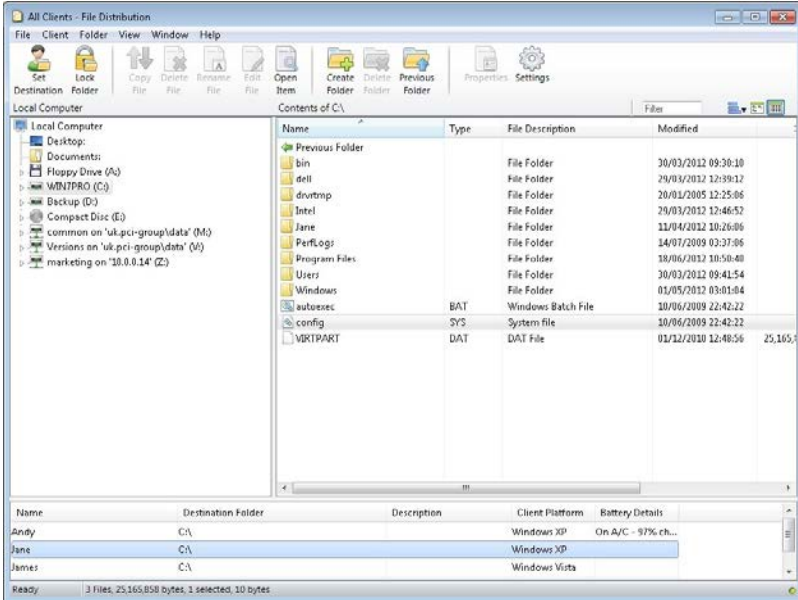 All Clients - File Distribution
File Client Folder View Window Help
Set Destination Lock Folder Copy File Delete File Rename File Edit File Open Item Create Folder Delete Folder Previous Folder Properties Settings
Local Computer Contents of C:\ Filter
Local Computer
Desktop:
Documents:
Floppy Drive (A:)
WIN7PRO (C:)
Backup (D:)
Compact Disc (E:)
common on 'uk.pci-group\data' (M:)
Versions on 'uk.pci-group\data' (V:)
marketing on '10.0.0.14' (Z:)
Name Type File Description Modified
Previous Folder
bin File Folder 30/03/2012 09:30:10
dell File Folder 29/03/2012 12:39:12
drvrtmp File Folder 20/01/2005 12:25:06
Intel File Folder 29/03/2012 12:46:52
Jane File Folder 11/04/2012 10:26:06
PerfLogs File Folder 14/07/2009 03:37:06
Program Files File Folder 18/06/2012 10:50:40
Users File Folder 30/03/2012 09:41:54
Windows File Folder 01/05/2012 03:01:04
autoexec BAT Windows Batch File 10/06/2009 22:42:22
config SYS System file 10/06/2009 22:42:22
VIRTPART DAT DAT File 01/12/2010 12:48:56 25,165,
Name Destination Folder Description Client Platform Battery Details
Andy C:\ Windows XP On A/C - 97% ch...
Jane C:\ Windows XP
James C:\ Windows Vista
Ready 3 Files, 25,165,858 bytes, 1 selected, 10 bytes